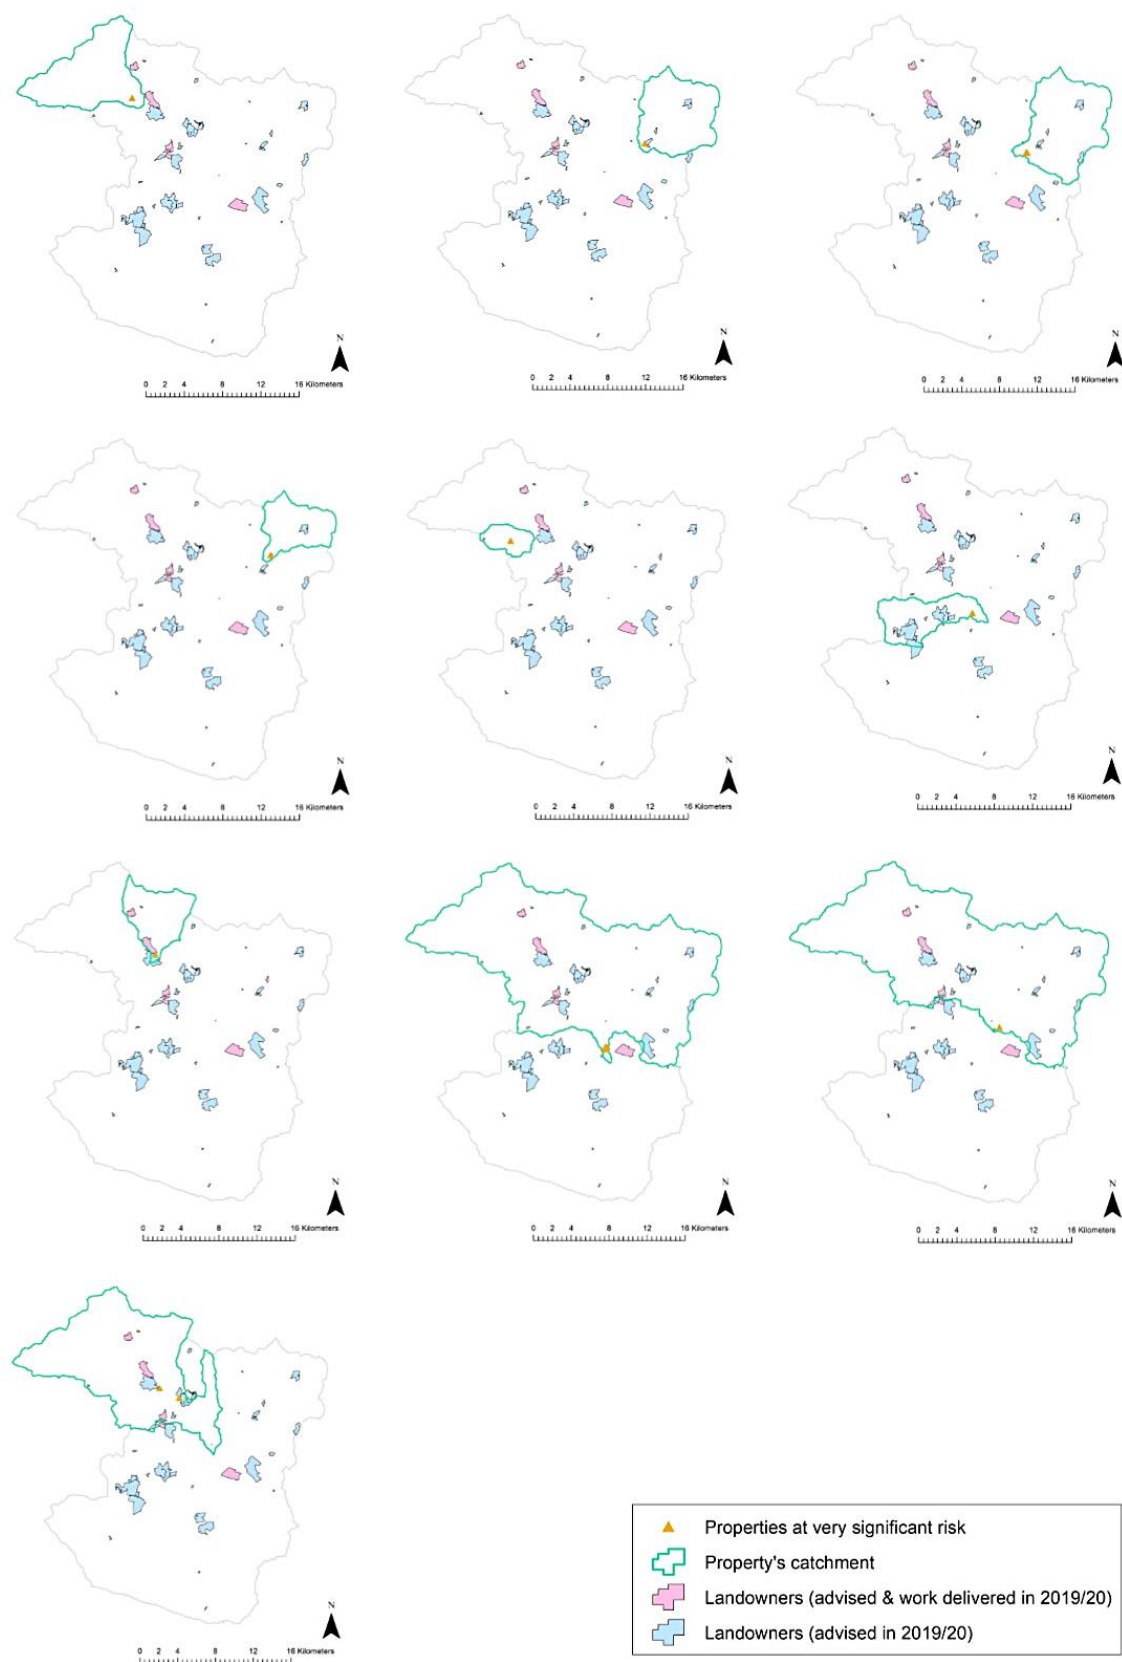 N
0 2 4 8 12 16 Kilometers
N
0 2 4 8 12 16 Kilometers
N
0 2 4 8 12 16 Kilometers
N
0 2 4 8 12 16 Kilometers
N
0 2 4 8 12 16 Kilometers
N
0 2 4 8 12 16 Kilometers
N
0 2 4 8 12 16 Kilometers
N
0 2 4 8 12 16 Kilometers
N
0 2 4 8 12 16 Kilometers
N
0 2 4 8 12 16 Kilometers
Properties at very significant risk
Property's catchment
Landowners (advised & work delivered in 2019/20)
Landowners (advised in 2019/20)